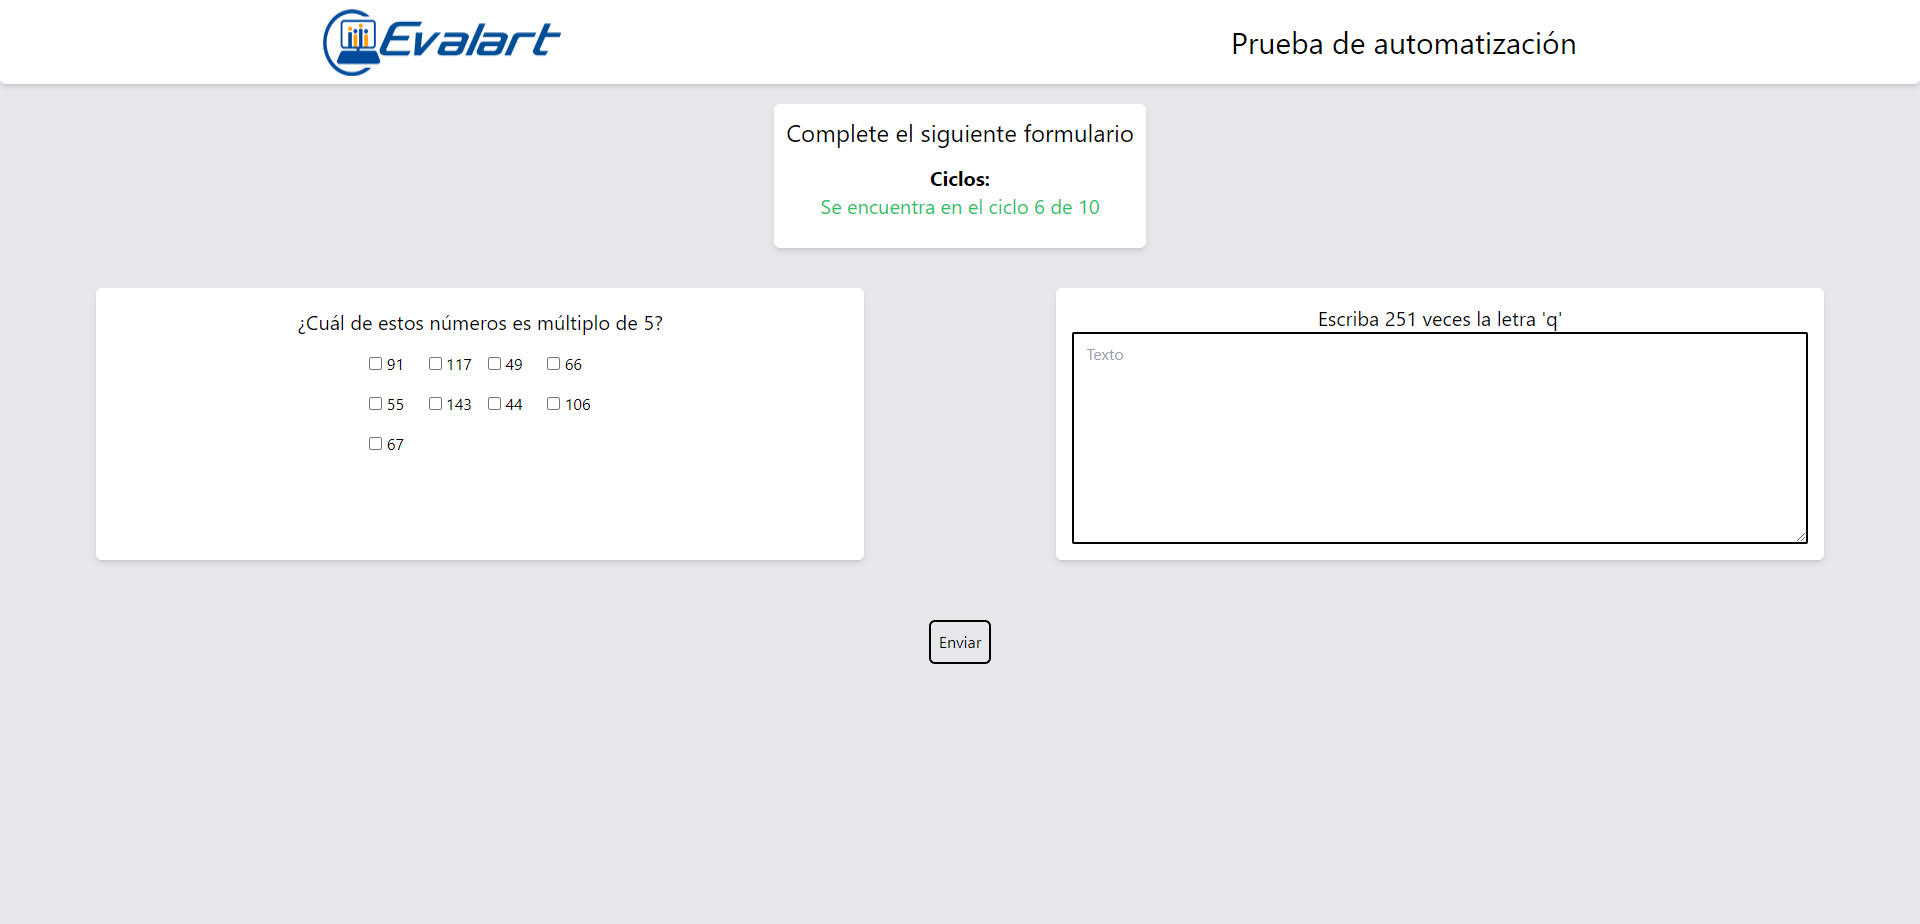 Evalart
Prueba de automatización
Complete el siguiente formulario
Ciclos:
Se encuentra en el ciclo 6 de 10
¿Cuál de estos números es múltiplo de 5?
91 117 49 66
55 143 44 106
67
Escriba 251 veces la letra 'q'
Texto
Enviar